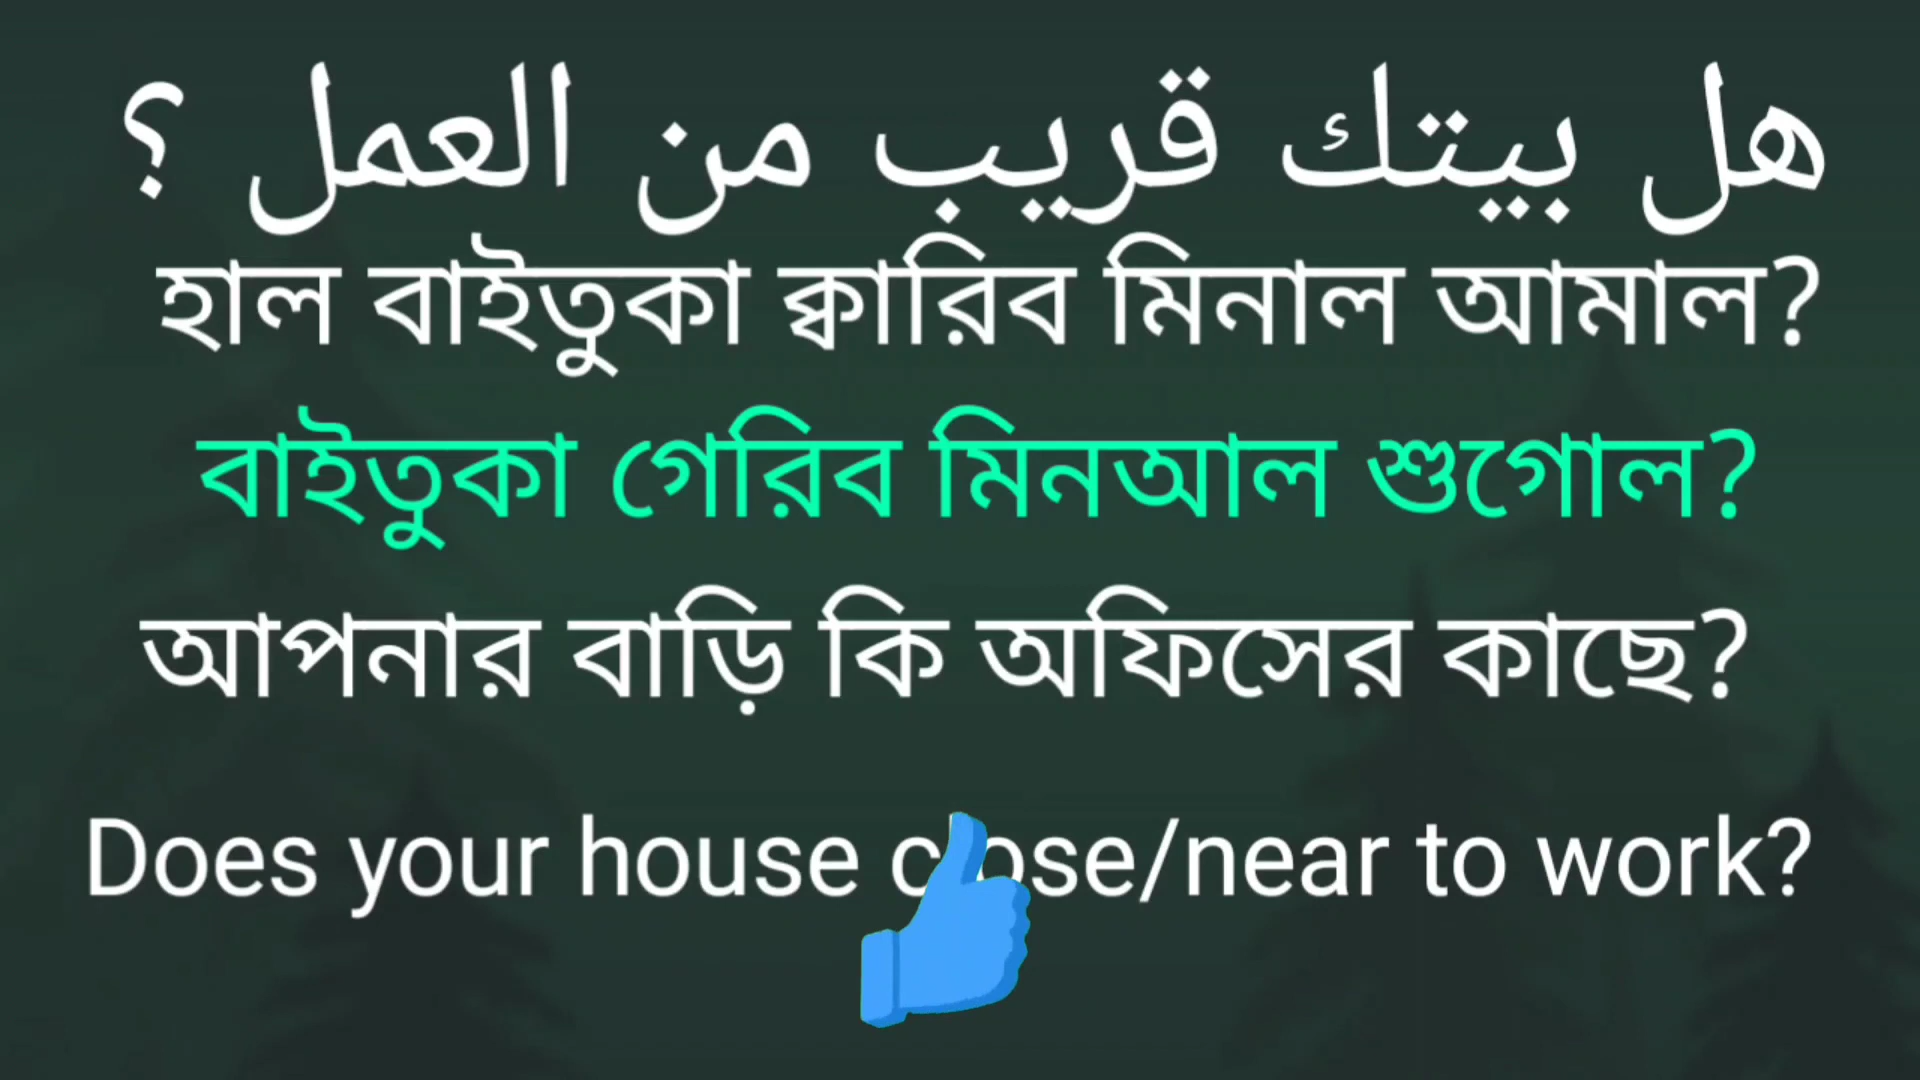 هل بيتك قريب من العمل ؟
হাল বাইতুকা ক্বারিব মিনাল আমাল?
বাইতুকা গেরিব মিনআল শুগোল?
আপনার বাড়ি কি অফিসের কাছে?
Does your house close/near to work?